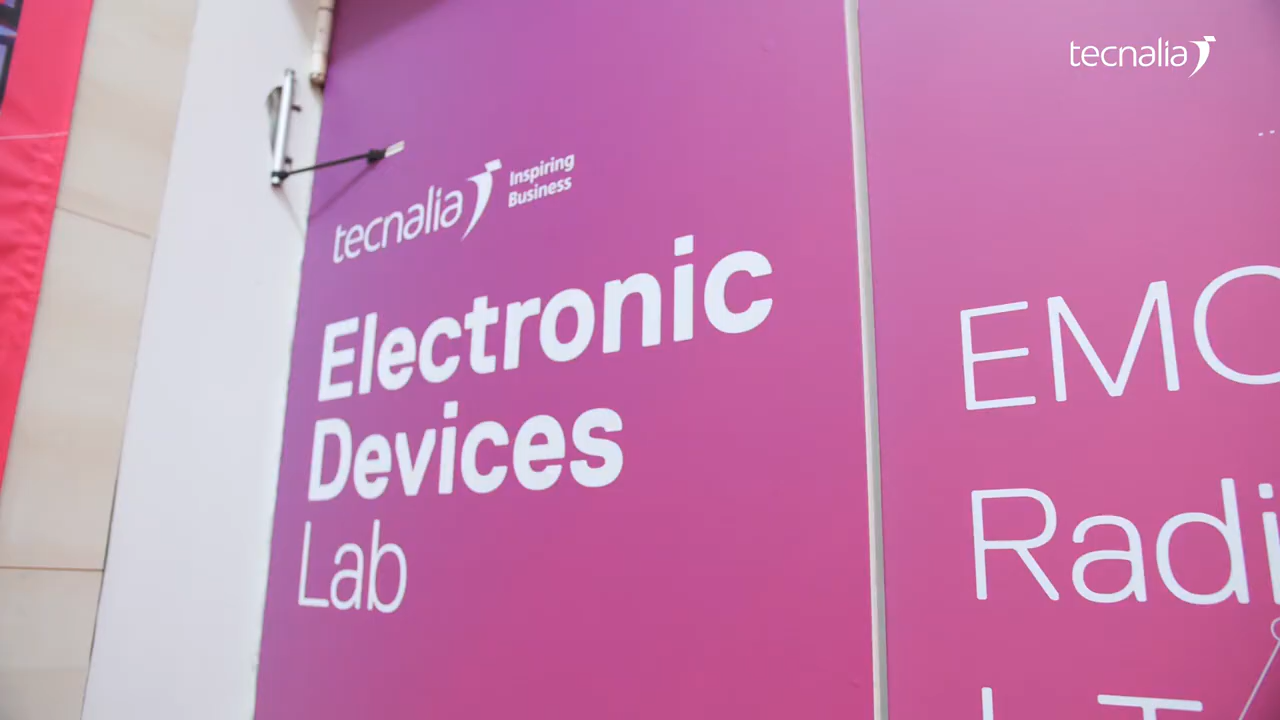 tecnalia
tecnalia Inspiring
Business
Electronic
Devices
Lab
EMC
Radi